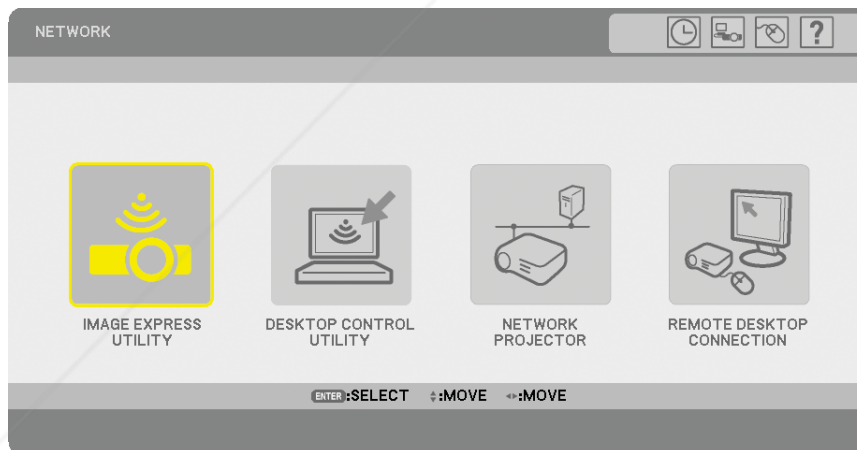 NETWORK
?
IMAGE EXPRESS
UTILITY
DESKTOP CONTROL
UTILITY
NETWORK
PROJECTOR
REMOTE DESKTOP
CONNECTION
ENTER:SELECT ♦:MOVE ◂▸:MOVE